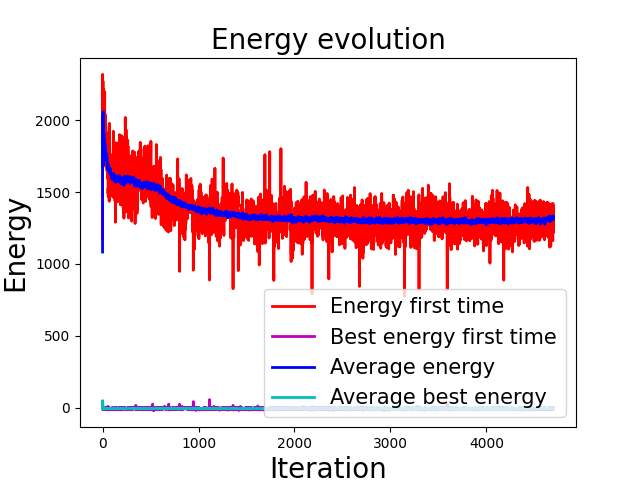 Energy evolution
Energy
2000
1500
1000
500
0
Energy first time
Best energy first time
Average energy
Average best energy
0 1000 2000 3000 4000
Iteration